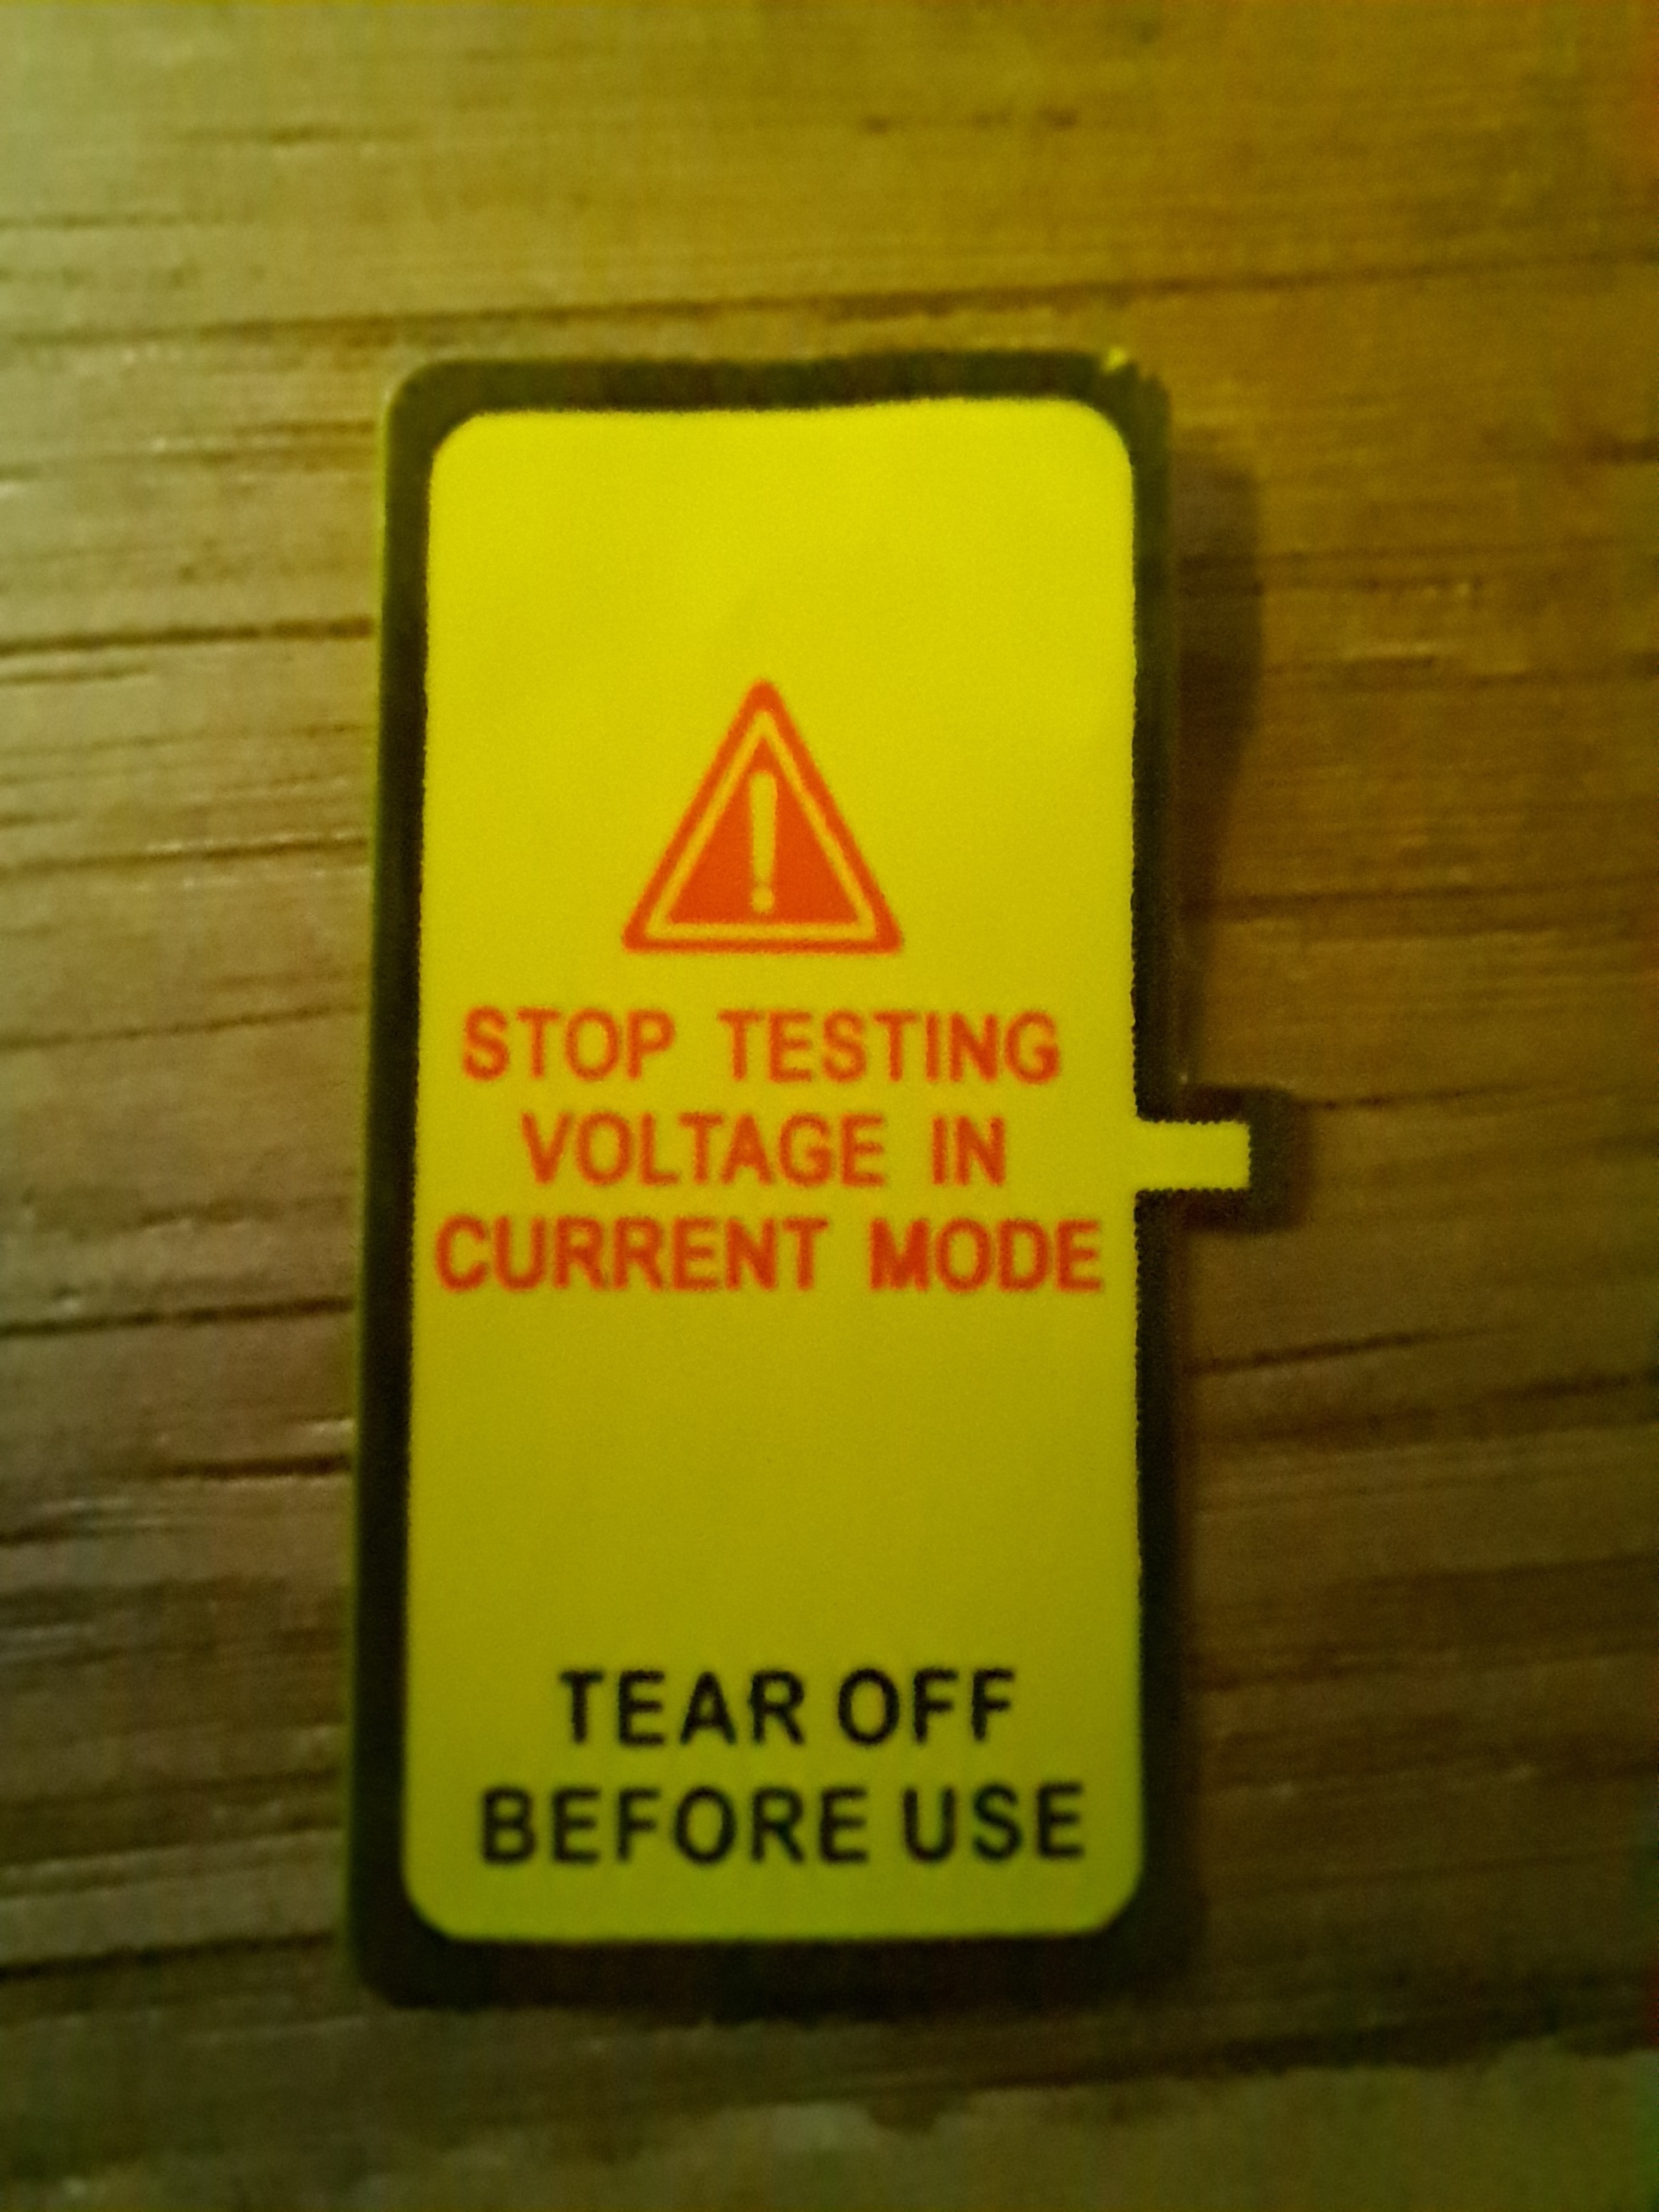 STOP TESTING
VOLTAGE IN
CURRENT MODE
TEAR OFF
BEFORE USE